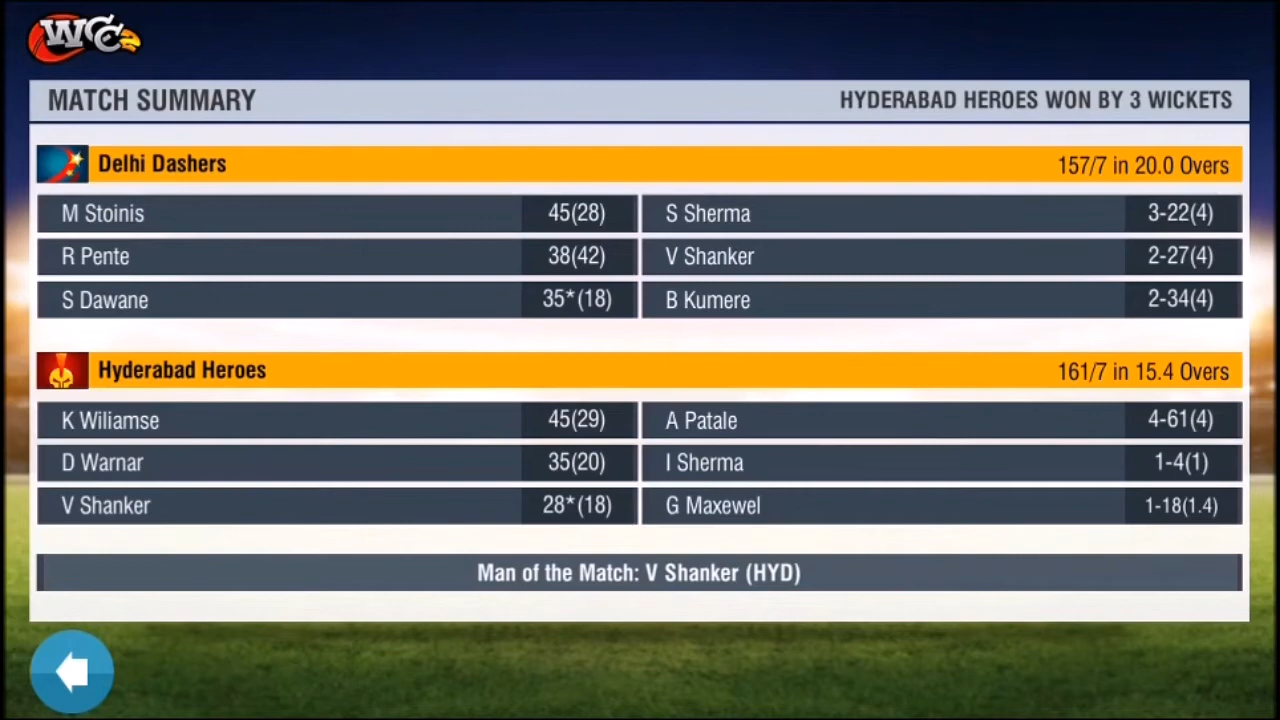 WCC
MATCH SUMMARY HYDERABAD HEROES WON BY 3 WICKETS
Delhi Dashers 157/7 in 20.0 Overs
M Stoinis 45(28) S Sherma 3-22(4)
R Pente 38(42) V Shanker 2-27(4)
S Dawane 35*(18) B Kumere 2-34(4)
Hyderabad Heroes 161/7 in 15.4 Overs
K Wiliamse 45(29) A Patale 4-61(4)
D Warnar 35(20) I Sherma 1-4(1)
V Shanker 28*(18) G Maxewel 1-18(1.4)
Man of the Match: V Shanker (HYD)